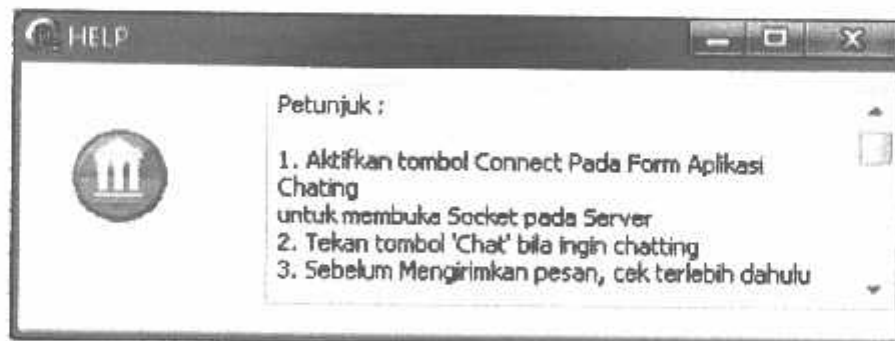 HELP
Petunjuk :
1. Aktifkan tombol Connect Pada Form Aplikasi
Chating
untuk membuka Socket pada Server
2. Tekan tombol 'Chat' bila ingin chatting
3. Sebelum Mengirimkan pesan, cek terlebih dahulu